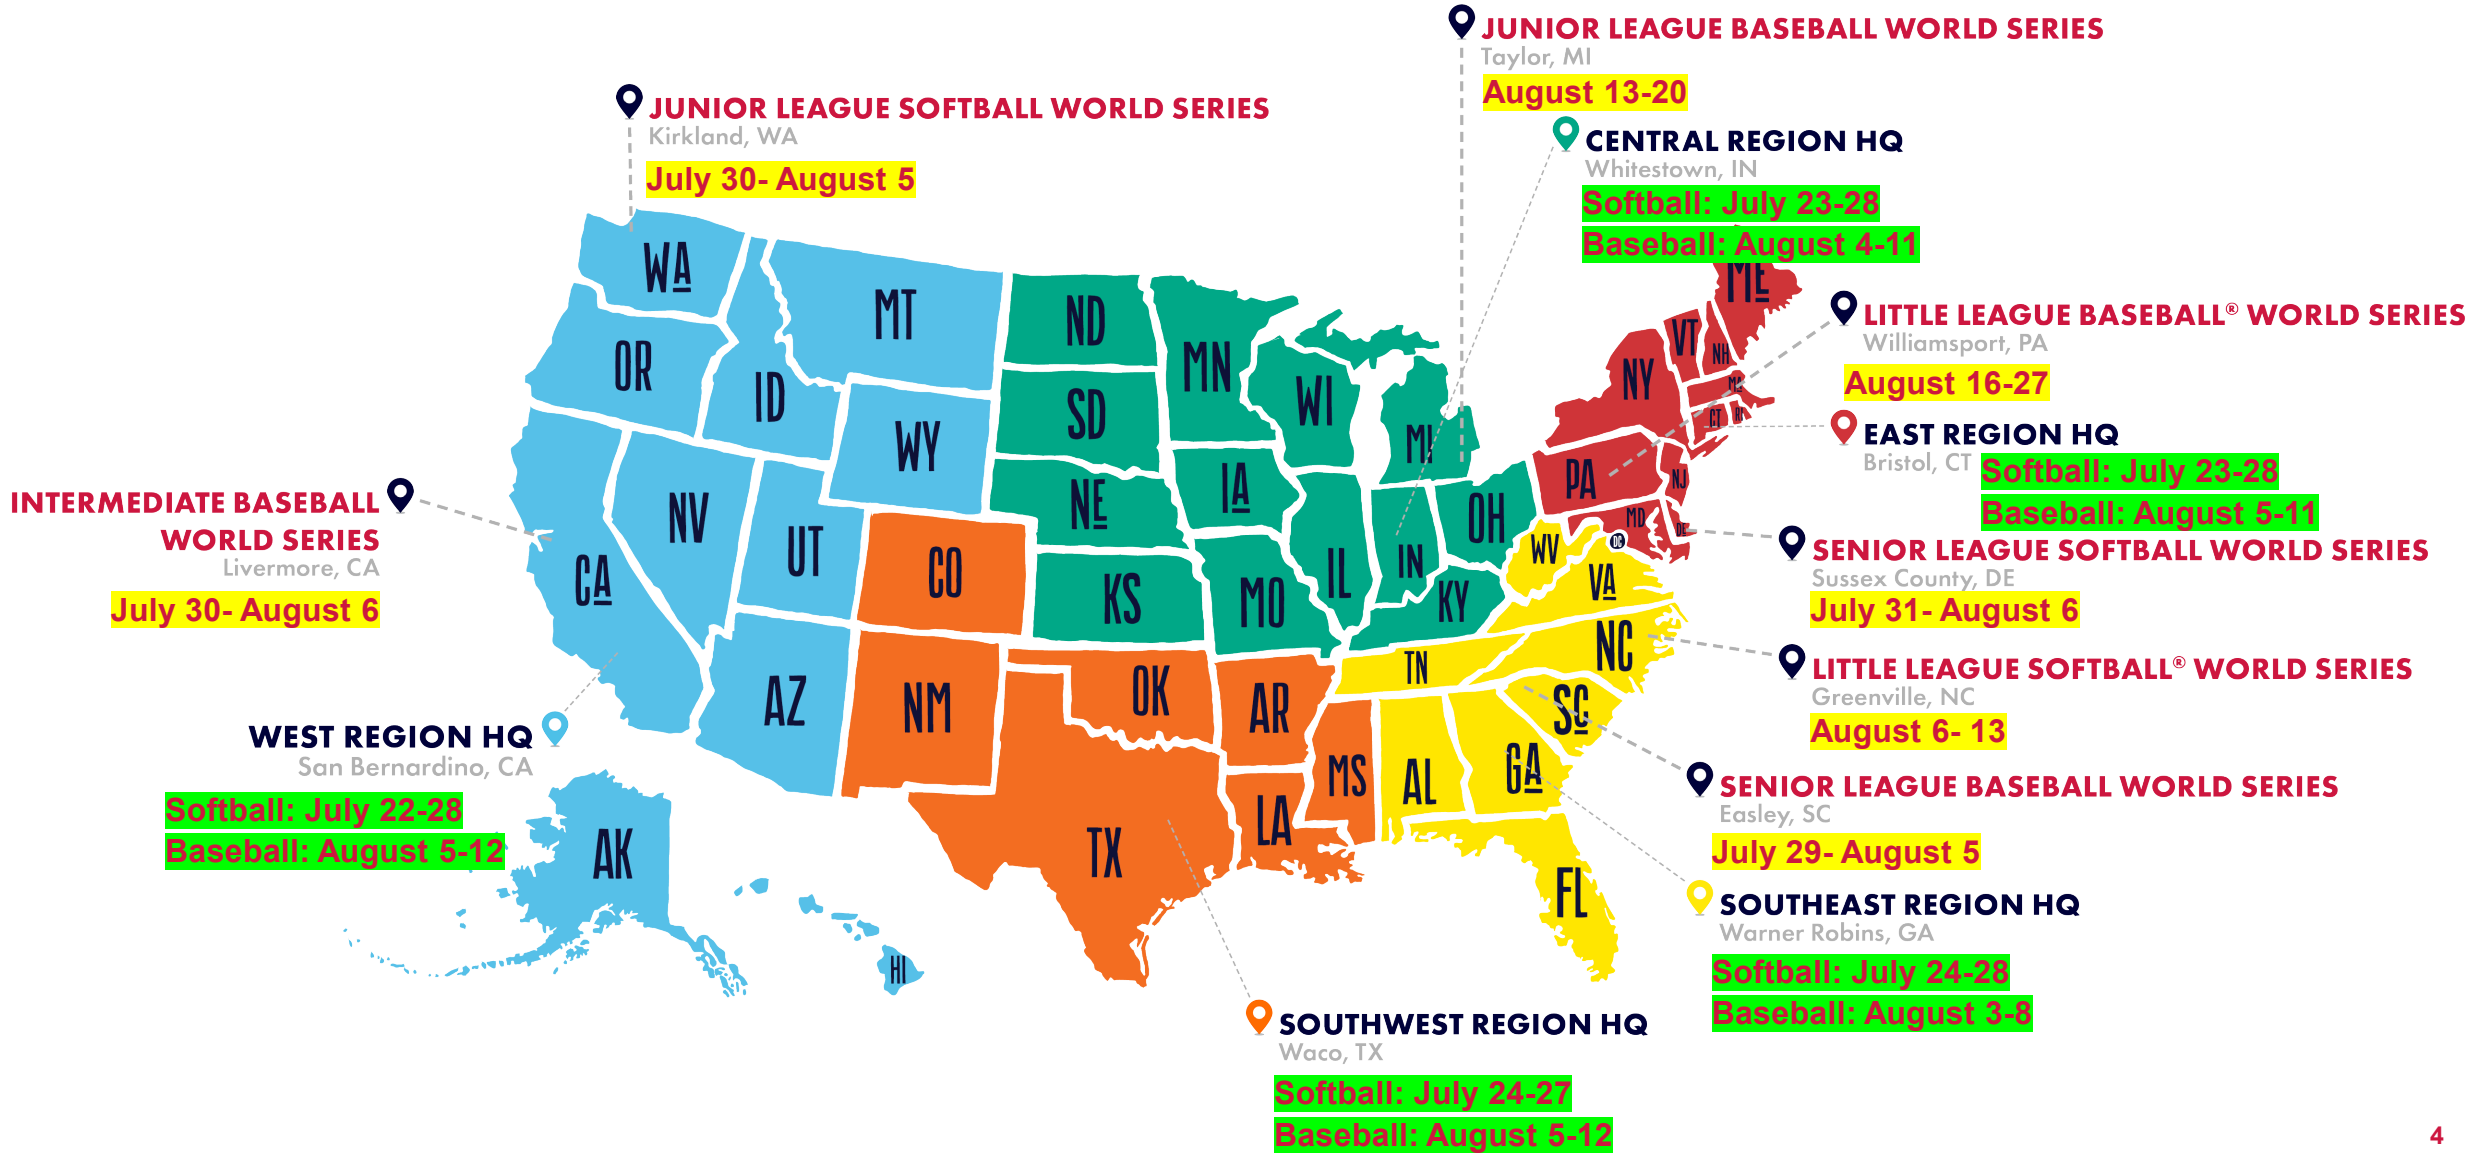 JUNIOR LEAGUE BASEBALL WORLD SERIES
Taylor, MI
August 13-20
JUNIOR LEAGUE SOFTBALL WORLD SERIES
Kirkland, WA
July 30- August 5
CENTRAL REGION HQ
Whitestown, IN
Softball: July 23-28
Baseball: August 4-11
LITTLE LEAGUE BASEBALL® WORLD SERIES
Williamsport, PA
August 16-27
EAST REGION HQ
Bristol, CT
Softball: July 23-28
Baseball: August 5-11
INTERMEDIATE BASEBALL
WORLD SERIES
Livermore, CA
July 30- August 6
SENIOR LEAGUE SOFTBALL WORLD SERIES
Sussex County, DE
July 31- August 6
LITTLE LEAGUE SOFTBALL® WORLD SERIES
Greenville, NC
August 6- 13
WEST REGION HQ
San Bernardino, CA
Softball: July 22-28
Baseball: August 5-12
SENIOR LEAGUE BASEBALL WORLD SERIES
Easley, SC
July 29- August 5
SOUTHEAST REGION HQ
Warner Robins, GA
Softball: July 24-28
Baseball: August 3-8
SOUTHWEST REGION HQ
Waco, TX
Softball: July 24-27
Baseball: August 5-12
WA
OR
ID
MT
WY
CA
NV
UT
AZ
AK
HI
CO
NM
OK
TX
AR
LA
MS
ND
SD
NE
KS
MN
IA
MO
WI
IL
MI
IN
OH
KY
ME
VT
NH
NY
MA
CT
RI
PA
NJ
MD
DE
DC
WV
VA
NC
TN
SC
GA
AL
FL
4